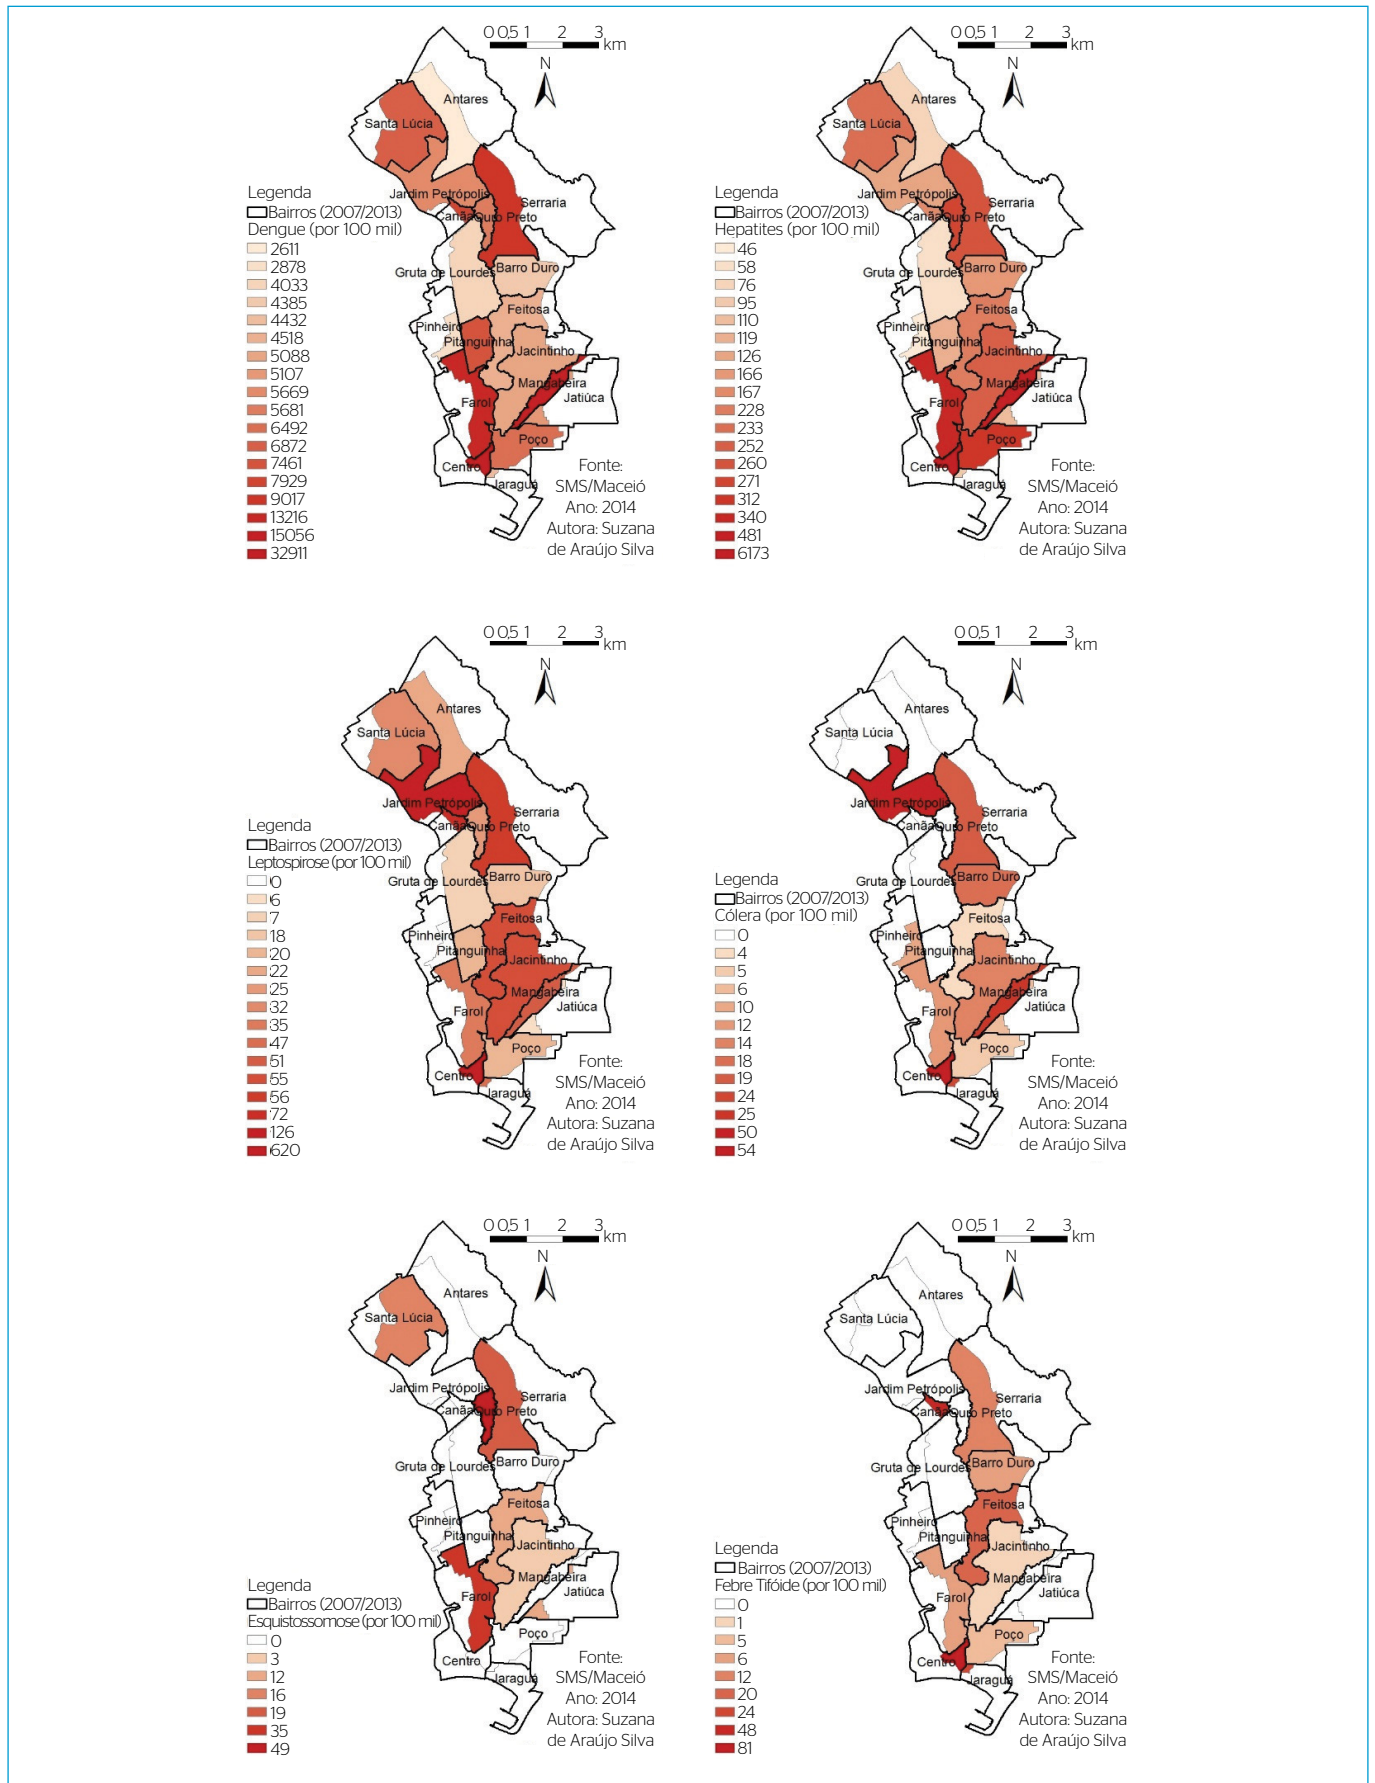 0 0,5 1 2 3
km
N
Antares
Santa Lúcia
Legenda
Jardim Petrópolis
Bairros (2007/2013)
Serraria
Canãa
Ouro Preto
Dengue (por 100 mil)
2611
2878
4033
4385
4432
4518
5088
5107
5669
5681
6492
6872
7461
7929
9017
13216
15056
32911
Gruta de Lourdes
Barro Duro
Feitosa
Pinheiro
Pitanguinha
Jacintinho
Mangabeira
Farol
Jatiúca
Poço
Centro
Jaraguá
Fonte:
SMS/Maceió
Ano: 2014
Autora: Suzana
de Araújo Silva
0 0,5 1 2 3
km
N
Antares
Santa Lúcia
Legenda
Jardim Petrópolis
Bairros (2007/2013)
Serraria
Canãa
Ouro Preto
Hepatites (por 100 mil)
46
58
76
95
110
119
126
166
167
228
233
252
260
271
312
340
481
6173
Gruta de Lourdes
Barro Duro
Feitosa
Pinheiro
Pitanguinha
Jacintinho
Mangabeira
Farol
Jatiúca
Poço
Centro
Jaraguá
Fonte:
SMS/Maceió
Ano: 2014
Autora: Suzana
de Araújo Silva
0 0,5 1 2 3
km
N
Antares
Santa Lúcia
Jardim Petrópolis
Serraria
Legenda
Canãa
Ouro Preto
Bairros (2007/2013)
Leptospirose (por 100 mil)
0
6
7
18
20
22
25
32
35
47
51
55
56
72
126
620
Gruta de Lourdes
Barro Duro
Feitosa
Pinheiro
Pitanguinha
Jacintinho
Mangabeira
Farol
Jatiúca
Poço
Centro
Jaraguá
Fonte:
SMS/Maceió
Ano: 2014
Autora: Suzana
de Araújo Silva
0 0,5 1 2 3
km
N
Antares
Santa Lúcia
Jardim Petrópolis
Serraria
Canãa
Ouro Preto
Legenda
Bairros (2007/2013)
Cólera (por 100 mil)
0
4
5
6
10
12
14
18
19
24
25
50
54
Gruta de Lourdes
Barro Duro
Feitosa
Pinheiro
Pitanguinha
Jacintinho
Mangabeira
Farol
Jatiúca
Poço
Centro
Jaraguá
Fonte:
SMS/Maceió
Ano: 2014
Autora: Suzana
de Araújo Silva
0 0,5 1 2 3
km
N
Antares
Santa Lúcia
Jardim Petrópolis
Serraria
Canãa
Ouro Preto
Gruta de Lourdes
Barro Duro
Feitosa
Pinheiro
Pitanguinha
Jacintinho
Mangabeira
Farol
Jatiúca
Poço
Centro
Jaraguá
Legenda
Bairros (2007/2013)
Esquistossomose (por 100 mil)
0
3
12
16
19
35
49
Fonte:
SMS/Maceió
Ano: 2014
Autora: Suzana
de Araújo Silva
0 0,5 1 2 3
km
N
Antares
Santa Lúcia
Jardim Petrópolis
Serraria
Canãa
Ouro Preto
Gruta de Lourdes
Barro Duro
Feitosa
Pinheiro
Pitanguinha
Jacintinho
Mangabeira
Farol
Jatiúca
Poço
Centro
Jaraguá
Legenda
Bairros (2007/2013)
Febre Tifóide (por 100 mil)
0
1
5
6
12
20
24
48
81
Fonte:
SMS/Maceió
Ano: 2014
Autora: Suzana
de Araújo Silva